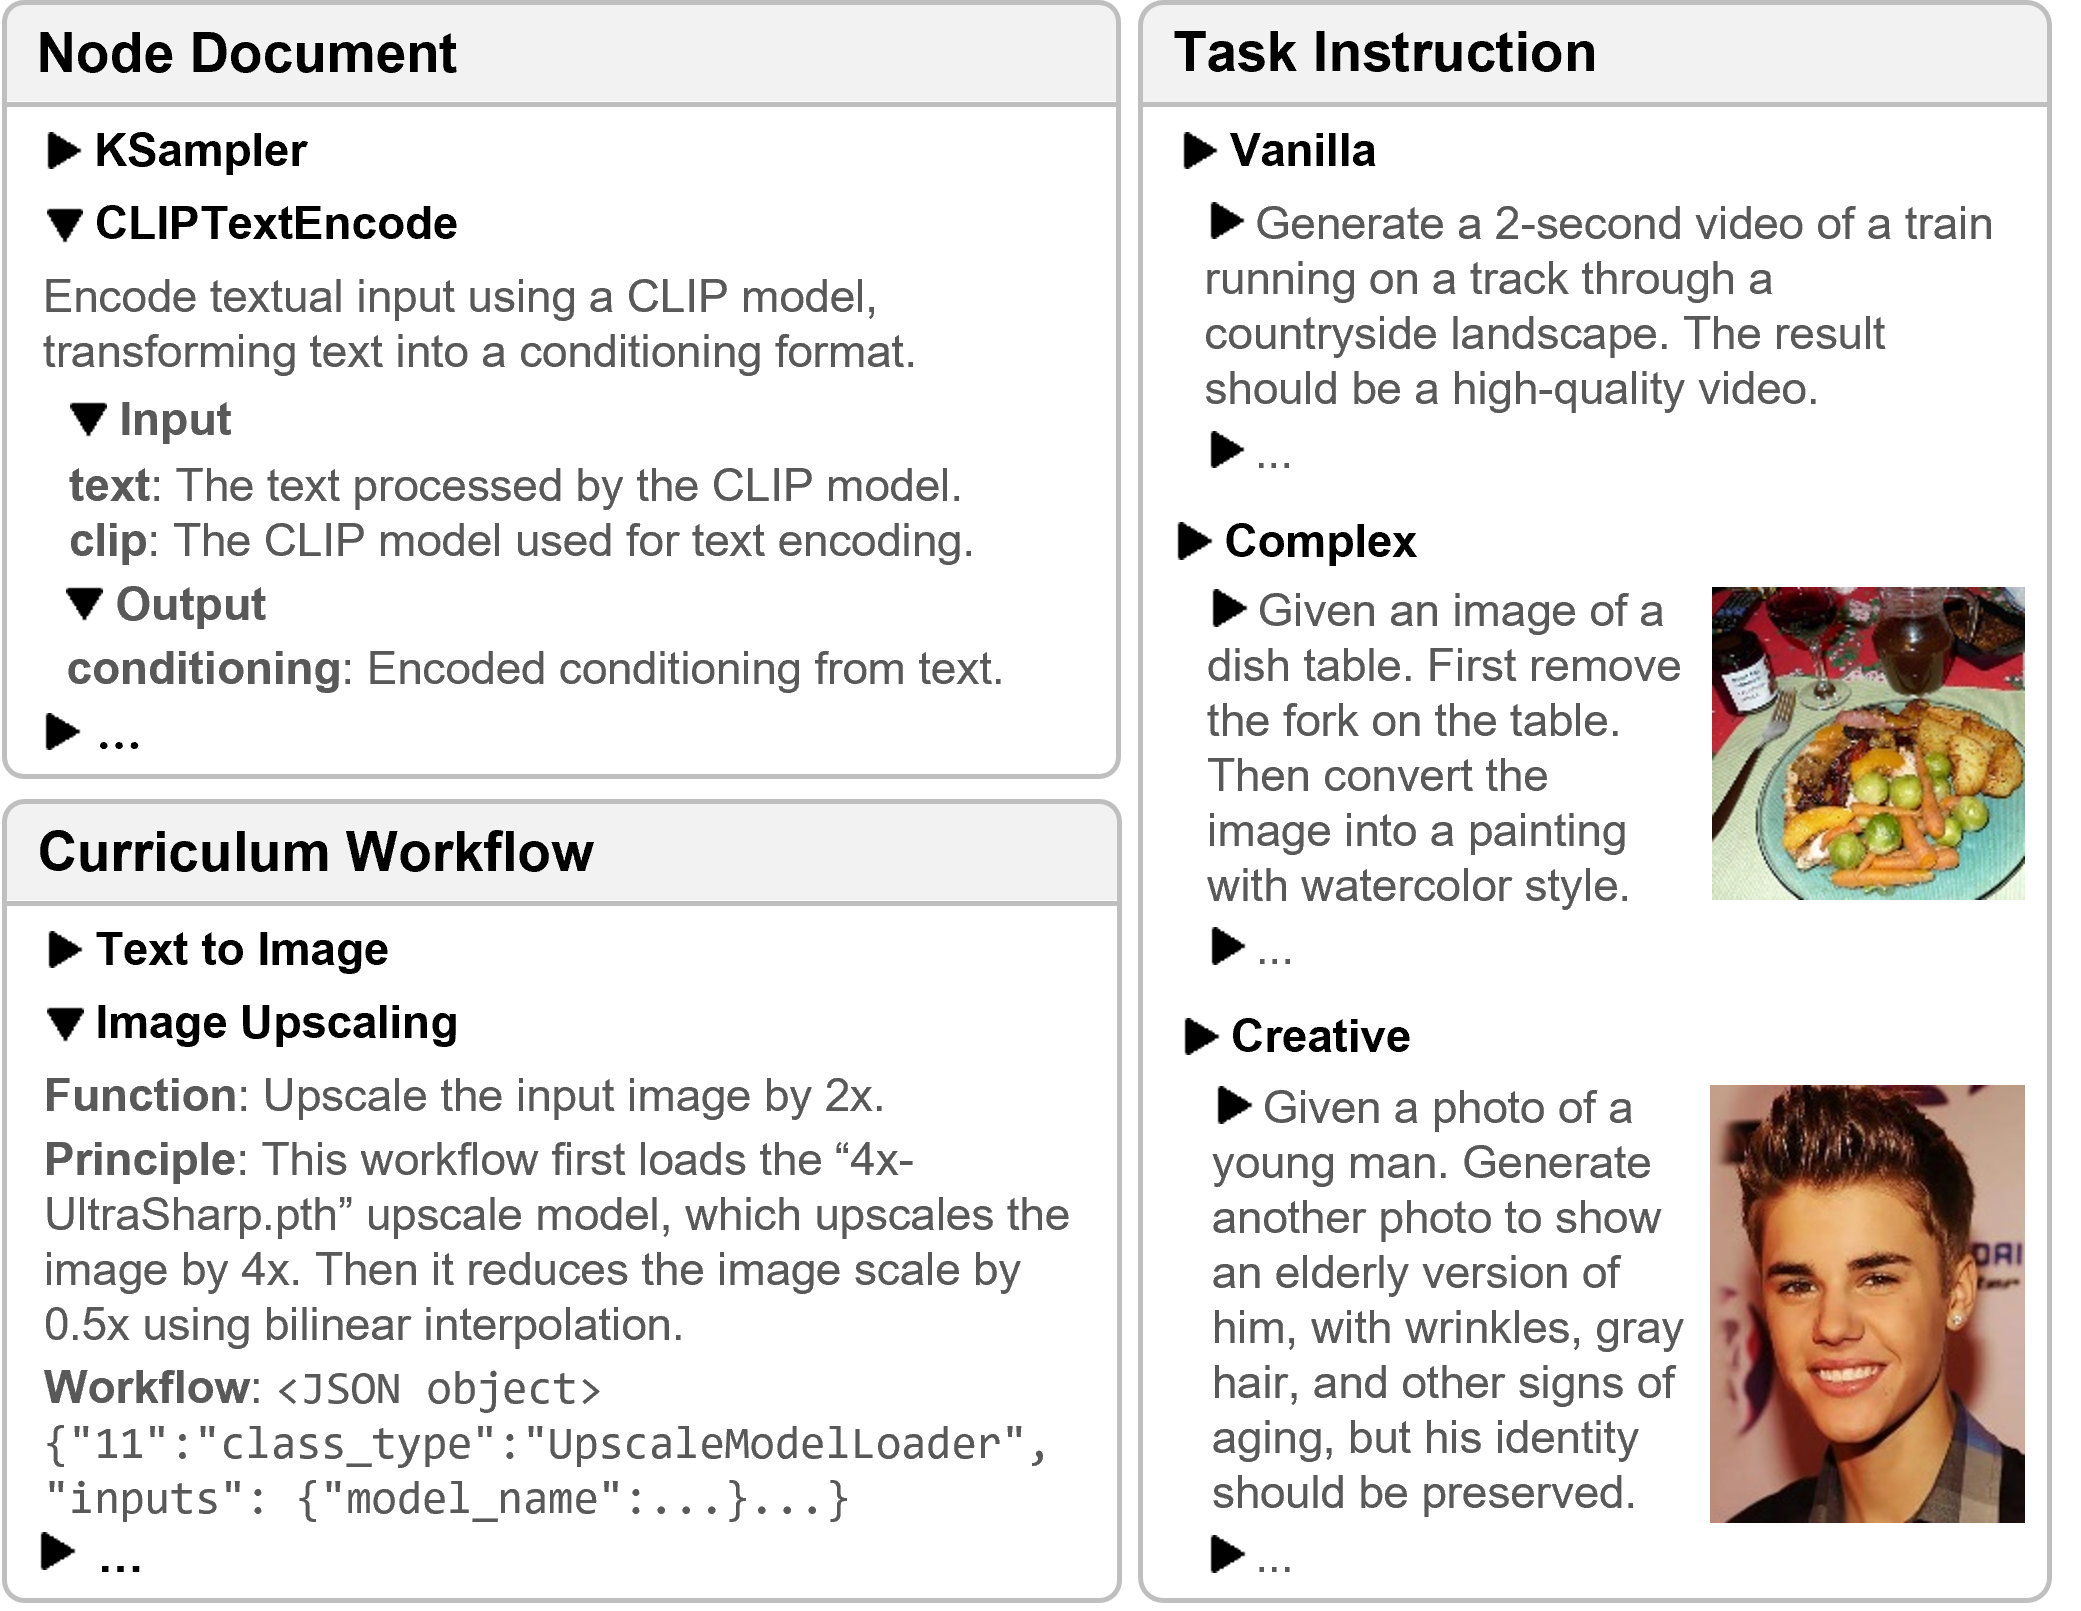 Node Document
KSampler
CLIPTextEncode
Encode textual input using a CLIP model,
transforming text into a conditioning format.
Input
text: The text processed by the CLIP model.
clip: The CLIP model used for text encoding.
Output
conditioning: Encoded conditioning from text.
...
Curriculum Workflow
Text to Image
Image Upscaling
Function: Upscale the input image by 2x.
Principle: This workflow first loads the “4x-
UltraSharp.pth” upscale model, which upscales the
image by 4x. Then it reduces the image scale by
0.5x using bilinear interpolation.
Workflow: <JSON object>
{"11":"class_type":"UpscaleModelLoader",
"inputs": {"model_name":...}...}
...
Task Instruction
Vanilla
Generate a 2-second video of a train
running on a track through a
countryside landscape. The result
should be a high-quality video.
...
Complex
Given an image of a
dish table. First remove
the fork on the table.
Then convert the
image into a painting
with watercolor style.
...
Creative
Given a photo of a
young man. Generate
another photo to show
an elderly version of
him, with wrinkles, gray
hair, and other signs of
aging, but his identity
should be preserved.
...